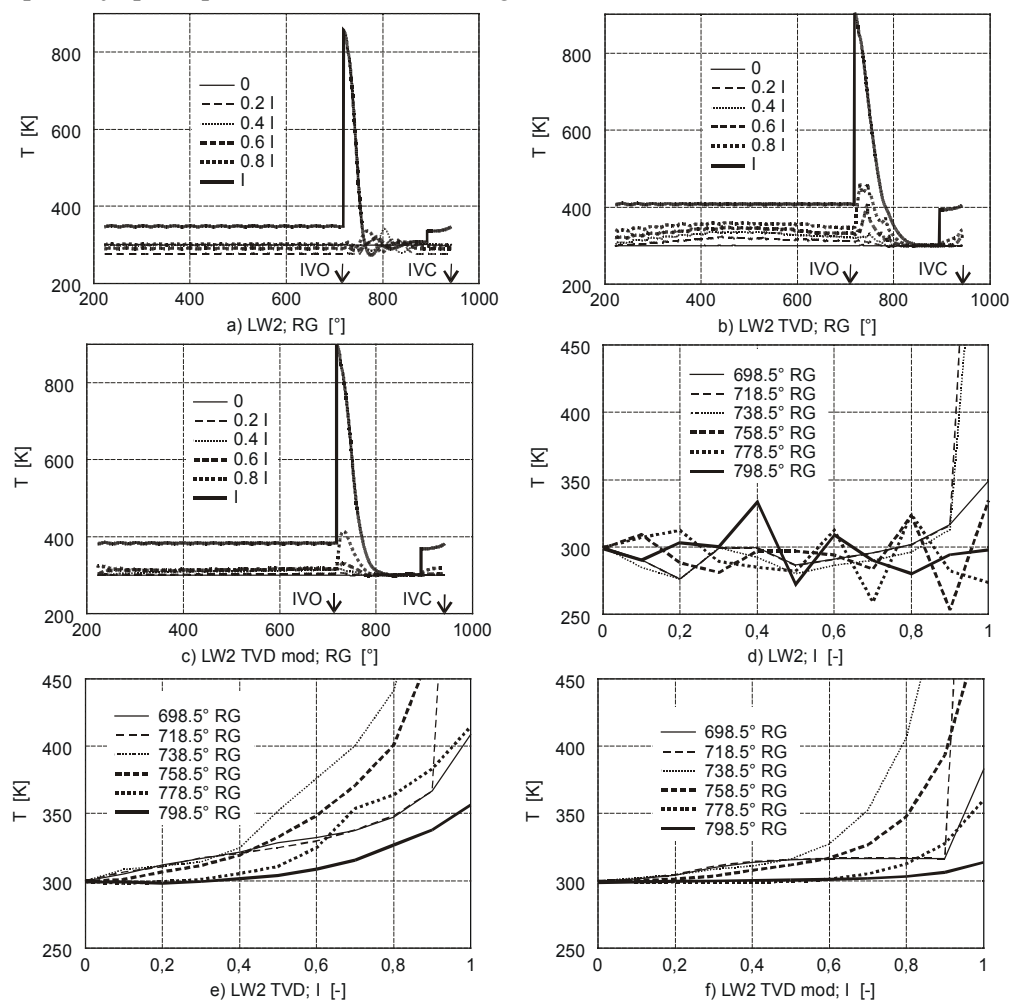 800
600
400
200
T [K]
0
0.2 l
0.4 l
0.6 l
0.8 l
l
IVO
IVC
200 400 600 800 1000
a) LW2; RG [°]
800
600
400
200
T [K]
0
0.2 l
0.4 l
0.6 l
0.8 l
l
IVO
IVC
200 400 600 800 1000
b) LW2 TVD; RG [°]
800
600
400
200
T [K]
0
0.2 l
0.4 l
0.6 l
0.8 l
l
IVO
IVC
200 400 600 800 1000
c) LW2 TVD mod; RG [°]
450
400
350
300
250
T [K]
698.5° RG
718.5° RG
738.5° RG
758.5° RG
778.5° RG
798.5° RG
0 0,2 0,4 0,6 0,8 1
d) LW2; l [-]
450
400
350
300
250
T [K]
698.5° RG
718.5° RG
738.5° RG
758.5° RG
778.5° RG
798.5° RG
0 0,2 0,4 0,6 0,8 1
e) LW2 TVD; l [-]
450
400
350
300
250
T [K]
698.5° RG
718.5° RG
738.5° RG
758.5° RG
778.5° RG
798.5° RG
0 0,2 0,4 0,6 0,8 1
f) LW2 TVD mod; l [-]